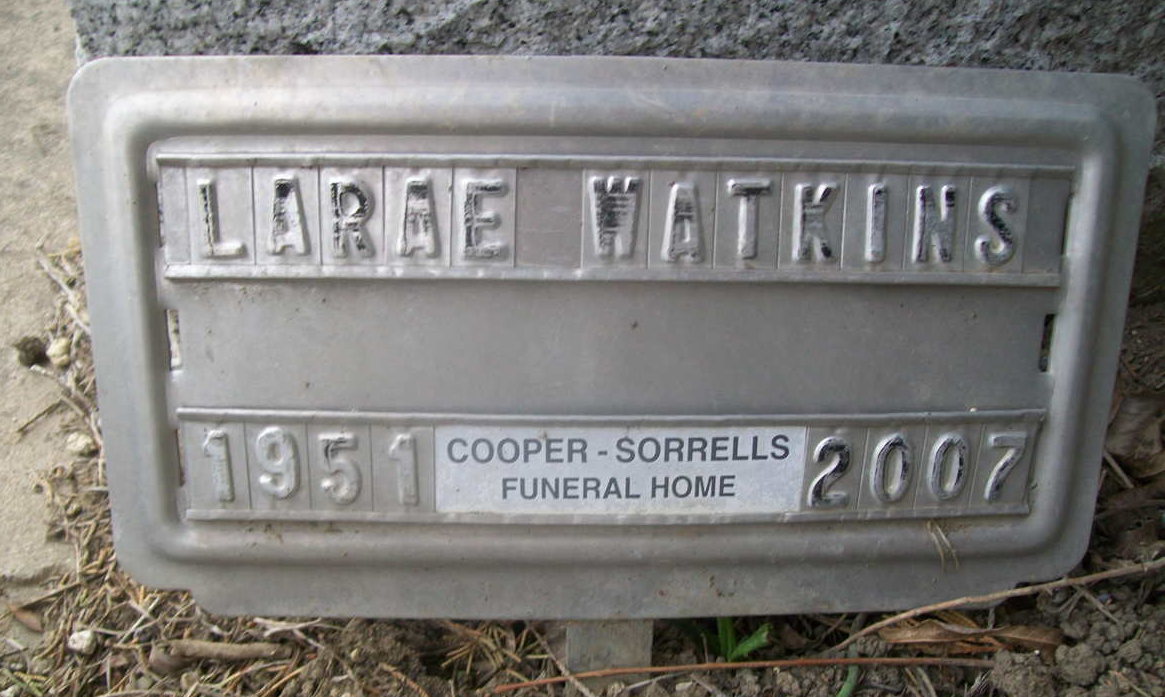 LARAE WATKINS
1951 COOPER - SORRELLS 2007
FUNERAL HOME